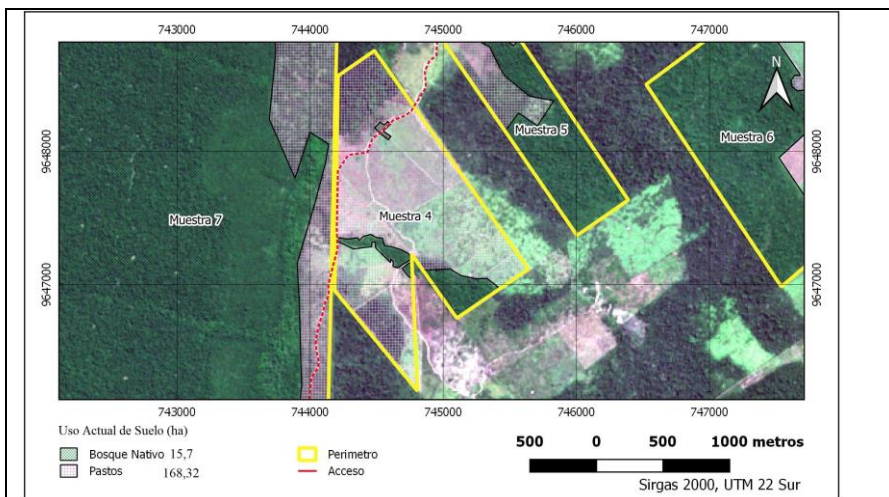 743000 744000 745000 746000 747000
N
9648000 9648000
Muestra 5
Muestra 6
Muestra 7
Muestra 4
9647000 9647000
743000 744000 745000 746000 747000
Uso Actual de Suelo (ha)
Bosque Nativo 15,7
Pastos 168,32
Perimetro
Acceso
500 0 500 1000 metros
Sirgas 2000, UTM 22 Sur